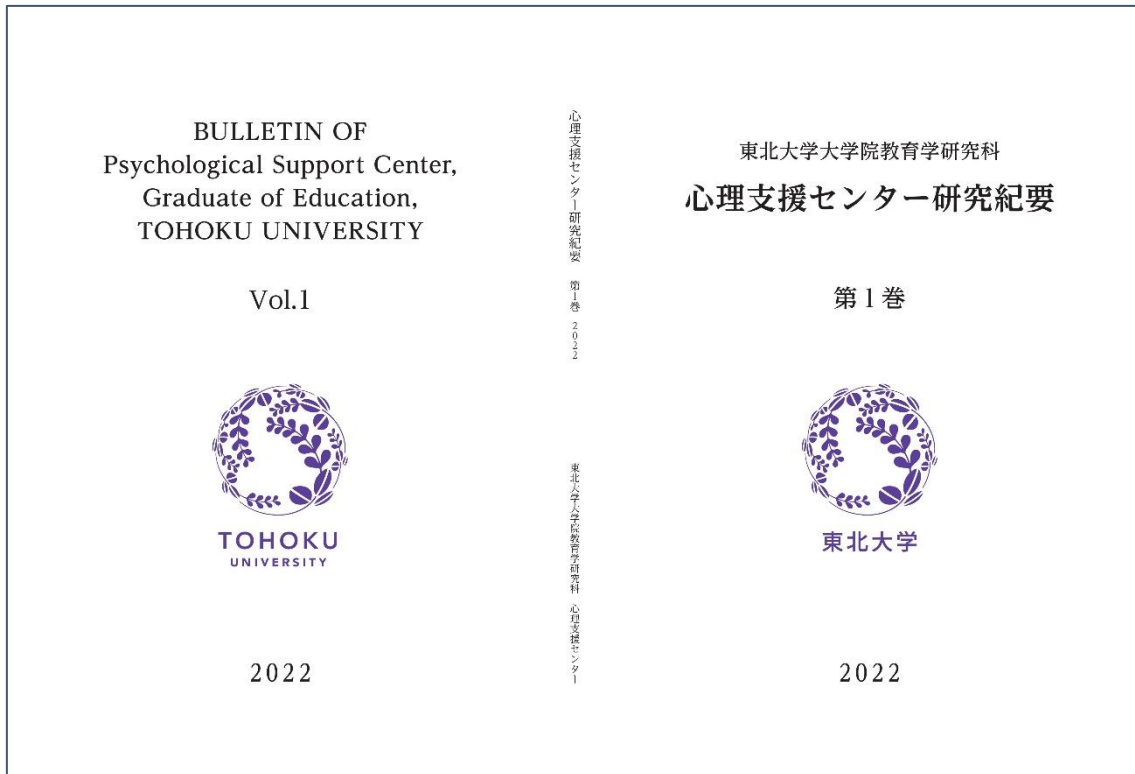 BULLETIN OF
Psychological Support Center,
Graduate of Education,
TOHOKU UNIVERSITY
Vol.1
TOHOKU
UNIVERSITY
2022
心理支援センター研究紀要 第1巻 2022
東北大学大学院教育学研究科 心理支援センター
東北大学大学院教育学研究科
心理支援センター研究紀要
第1巻
東北大学
2022